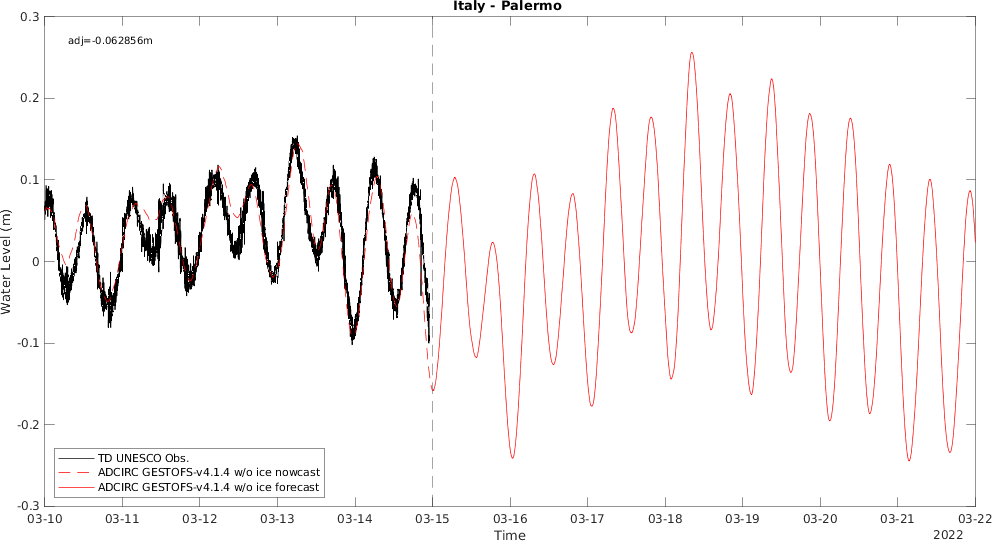 Italy - Palermo
adj=-0.062856m
0.3
0.2
0.1
0
-0.1
-0.2
-0.3
Water Level (m)
TD UNESCO Obs.
ADCIRC GESTOFS-v4.1.4 w/o ice nowcast
ADCIRC GESTOFS-v4.1.4 w/o ice forecast
03-10 03-11 03-12 03-13 03-14 03-15 03-16 03-17 03-18 03-19 03-20 03-21 03-22
Time
2022